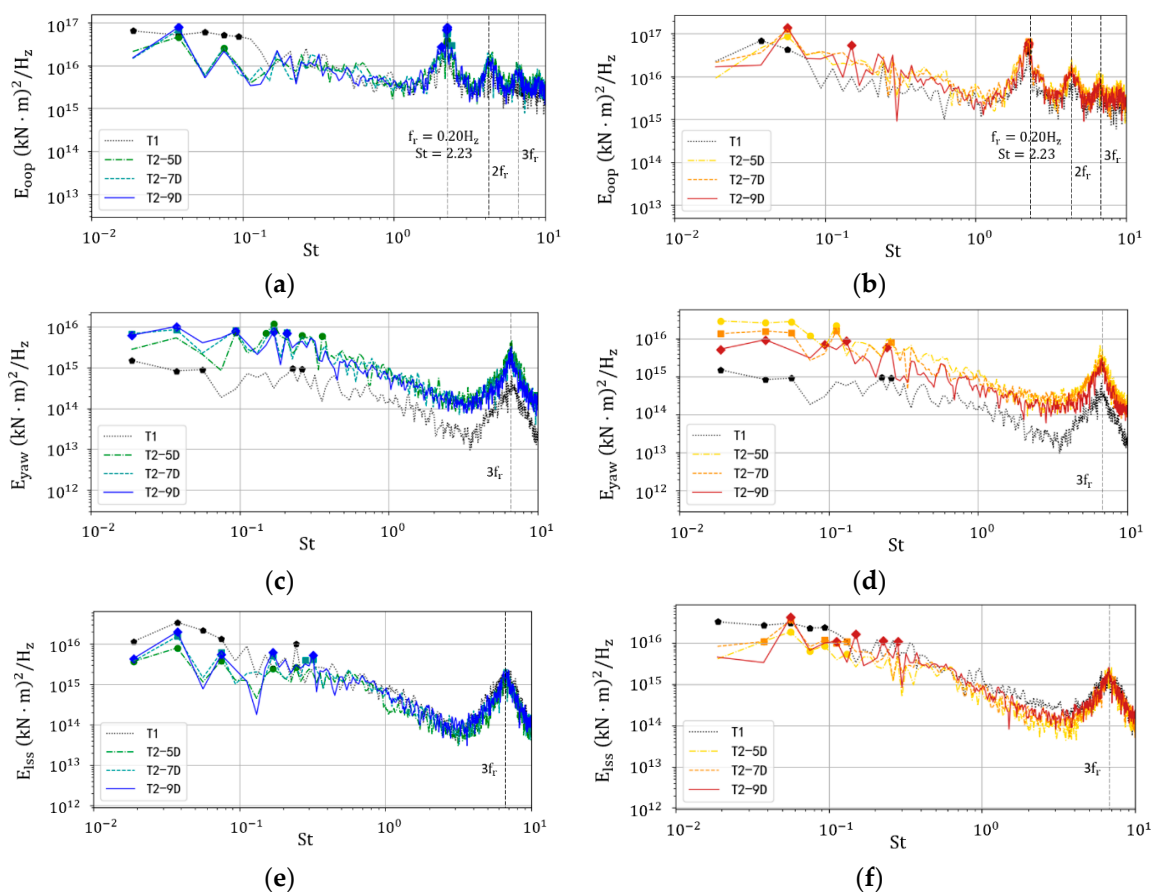 10^17
10^16
10^15
10^14
10^13
E_oop (kN · m)^2/H_z
T1
T2-5D
T2-7D
T2-9D
f_r = 0.20H_z
St = 2.23
2f_r
3f_r
10^-2
10^-1
10^0
10^1
St
(a)
10^17
10^16
10^15
10^14
10^13
E_oop (kN · m)^2/H_z
T1
T2-5D
T2-7D
T2-9D
f_r = 0.20H_z
St = 2.23
2f_r
3f_r
10^-2
10^-1
10^0
10^1
St
(b)
10^16
10^15
10^14
10^13
10^12
E_yaw (kN · m)^2/H_z
T1
T2-5D
T2-7D
T2-9D
3f_r
10^-2
10^-1
10^0
10^1
St
(c)
10^16
10^15
10^14
10^13
10^12
E_yaw (kN · m)^2/H_z
T1
T2-5D
T2-7D
T2-9D
3f_r
10^-2
10^-1
10^0
10^1
St
(d)
10^16
10^15
10^14
10^13
10^12
E_lss (kN · m)^2/H_z
T1
T2-5D
T2-7D
T2-9D
3f_r
10^-2
10^-1
10^0
10^1
St
(e)
10^16
10^15
10^14
10^13
10^12
E_lss (kN · m)^2/H_z
T1
T2-5D
T2-7D
T2-9D
3f_r
10^-2
10^-1
10^0
10^1
St
(f)